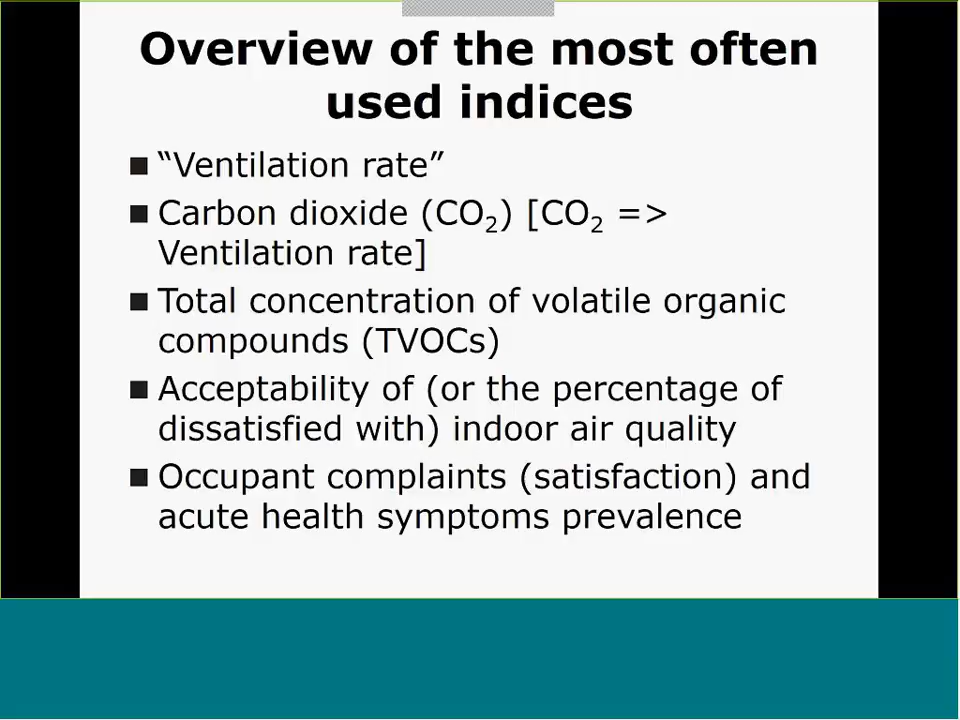 Overview of the most often
used indices
■ “Ventilation rate”
■ Carbon dioxide (CO₂) [CO₂ =>
Ventilation rate]
■ Total concentration of volatile organic
compounds (TVOCs)
■ Acceptability of (or the percentage of
dissatisfied with) indoor air quality
■ Occupant complaints (satisfaction) and
acute health symptoms prevalence